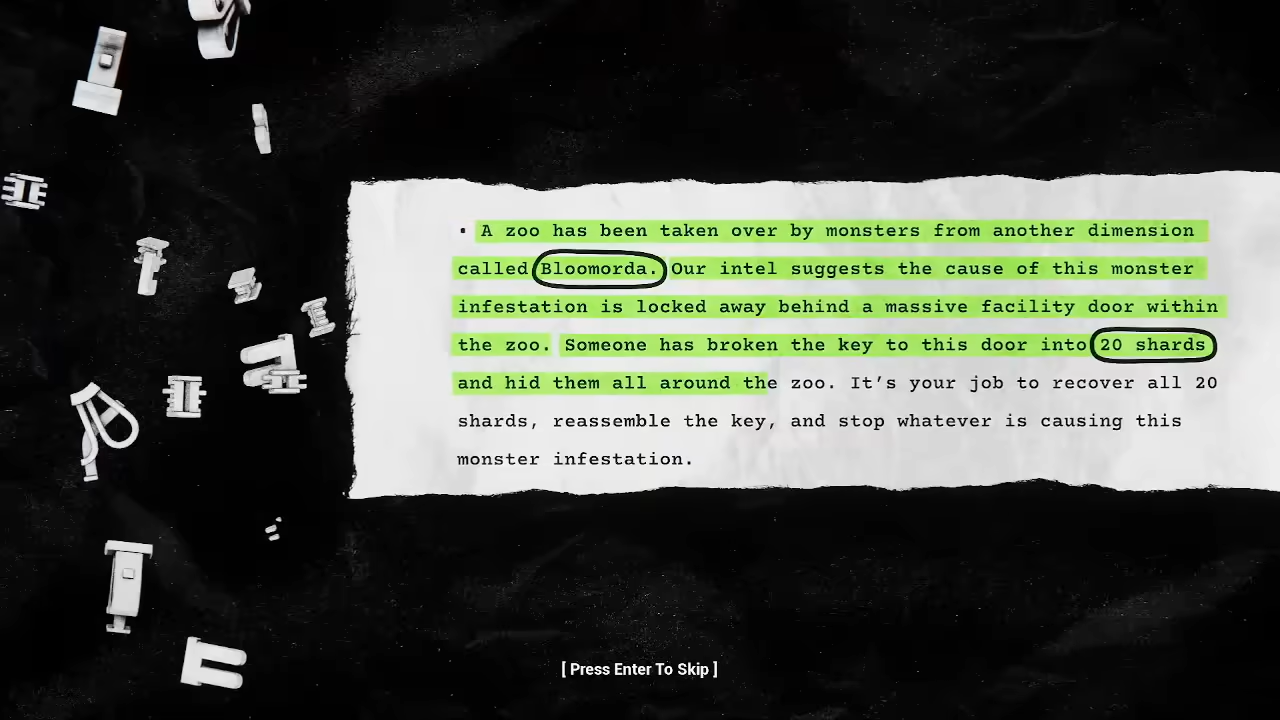 • A zoo has been taken over by monsters from another dimension
called Bloomorda. Our intel suggests the cause of this monster
infestation is locked away behind a massive facility door within
the zoo. Someone has broken the key to this door into 20 shards
and hid them all around the zoo. It’s your job to recover all 20
shards, reassemble the key, and stop whatever is causing this
monster infestation.
[ Press Enter To Skip ]